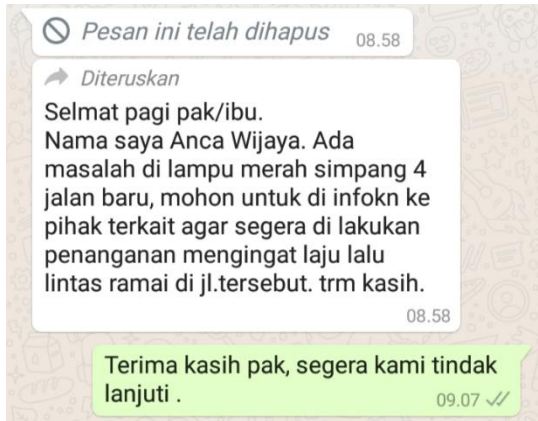 Pesan ini telah dihapus 08.58
Diteruskan
Selmat pagi pak/ibu.
Nama saya Anca Wijaya. Ada
masalah di lampu merah simpang 4
jalan baru, mohon untuk di infokn ke
pihak terkait agar segera di lakukan
penanganan mengingat laju lalu
lintas ramai di jl.tersebut. trm kasih.
08.58
Terima kasih pak, segera kami tindak
lanjuti . 09.07